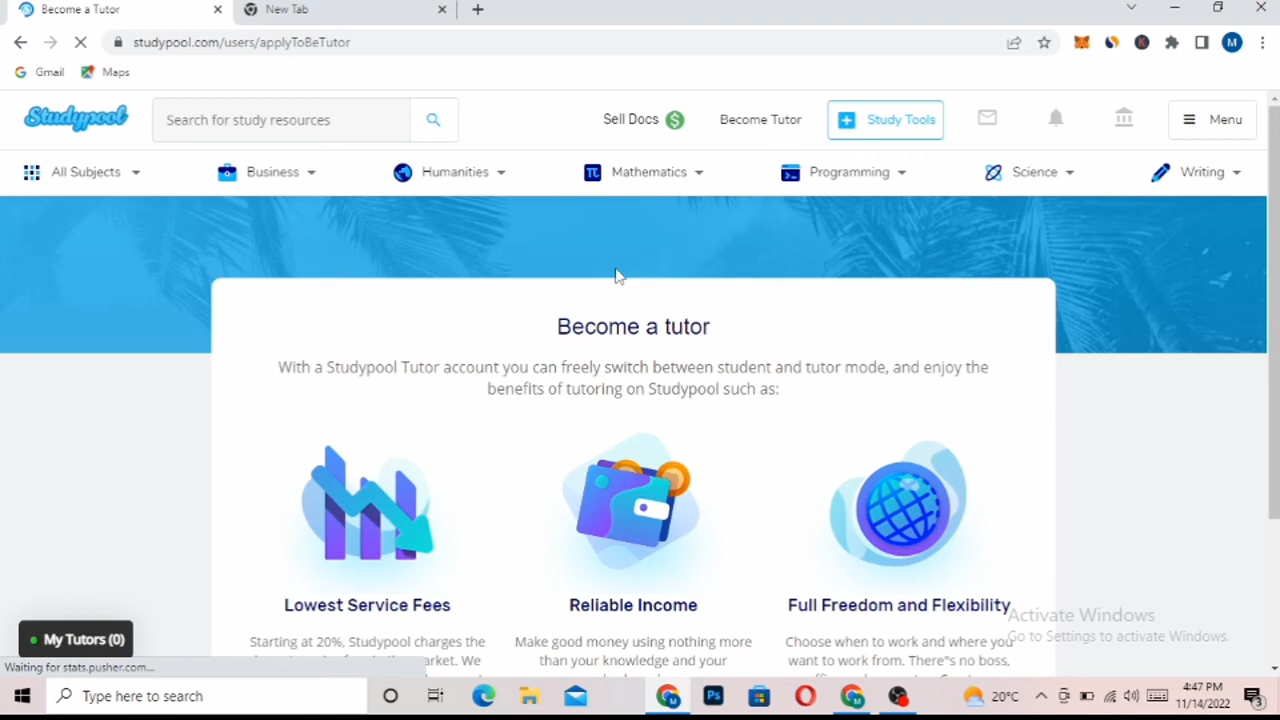 Become a Tutor
New Tab
studypool.com/users/applyToBeTutor
M
Gmail
Maps
Studypool
Search for study resources
Sell Docs
Become Tutor
Study Tools
Menu
All Subjects
Business
Humanities
Mathematics
Programming
Science
Writing
Become a tutor
With a Studypool Tutor account you can freely switch between student and tutor mode, and enjoy the
benefits of tutoring on Studypool such as:
Lowest Service Fees
Reliable Income
Full Freedom and Flexibility
Starting at 20%, Studypool charges the
Make good money using nothing more
than your knowledge and your
Choose when to work and where you
want to work from. There"s no boss,
Activate Windows
Go to Settings to activate Windows.
My Tutors (0)
Waiting for stats.pusher.com...
Type here to search
Ps
20°C
4:47 PM
11/14/2022
3